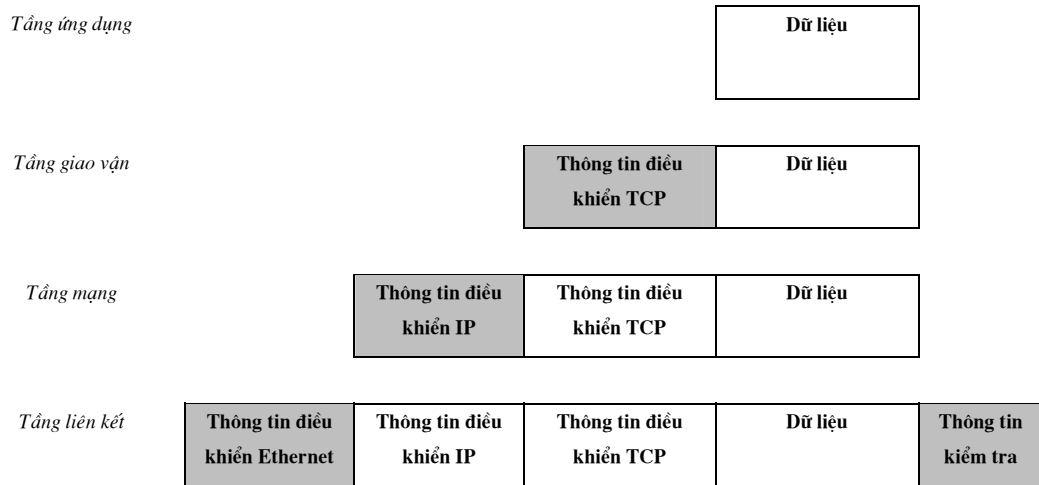 Tầng ứng dụng Dữ liệu
Tầng giao vận Thông tin điều Dữ liệu
khiển TCP
Tầng mạng Thông tin điều Thông tin điều Dữ liệu
khiển IP khiển TCP
Tầng liên kết Thông tin điều Thông tin điều Thông tin điều Dữ liệu Thông tin
khiển Ethernet khiển IP khiển TCP kiểm tra